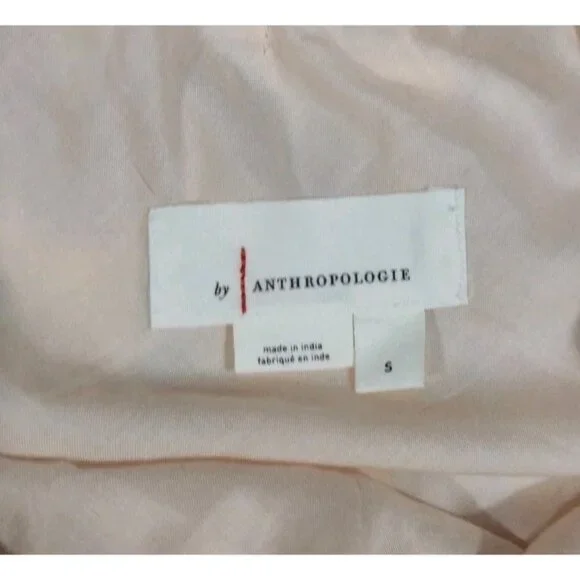 by ANTHROPOLOGIE
made in india
fabriqué en inde
S